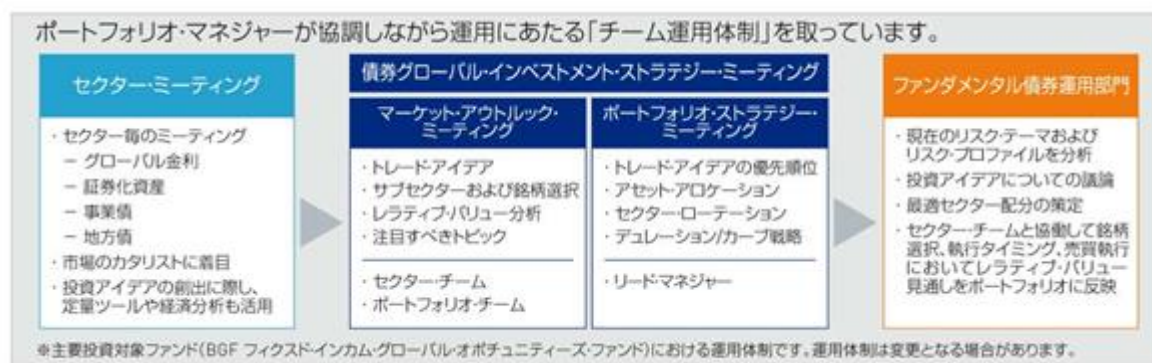 ポートフォリオ・マネジャーが協調しながら運用にあたる「チーム運用体制」を取っています。
セクター・ミーティング
・セクター毎のミーティング
－ グローバル金利
－ 証券化資産
－ 事業債
－ 地方債
・市場のカタリストに着目
・投資アイデアの創出に際し、
定量ツールや経済分析も活用
債券グローバル・インベストメント・ストラテジー・ミーティング
マーケット・アウトルック・
ミーティング
・トレード・アイデア
・サブセクターおよび銘柄選択
・レラティブ・バリュー分析
・注目すべきトピック
・セクター・チーム
・ポートフォリオ・チーム
ポートフォリオ・ストラテジー・
ミーティング
・トレード・アイデアの優先順位
・アセット・アロケーション
・セクター・ローテーション
・デュレーション/カーブ戦略
・リード・マネジャー
ファンダメンタル債券運用部門
・現在のリスク・テーマおよび
リスク・プロファイルを分析
・投資アイデアについての議論
・最適セクター配分の策定
・セクター・チームと協働して銘柄
選択、執行タイミング、売買執行
においてレラティブ・バリュー
見通しをポートフォリオに反映
※主要投資対象ファンド(BGF フィクスド・インカム・グローバル・オポチュニティーズ・ファンド)における運用体制です。運用体制は変更となる場合があります。